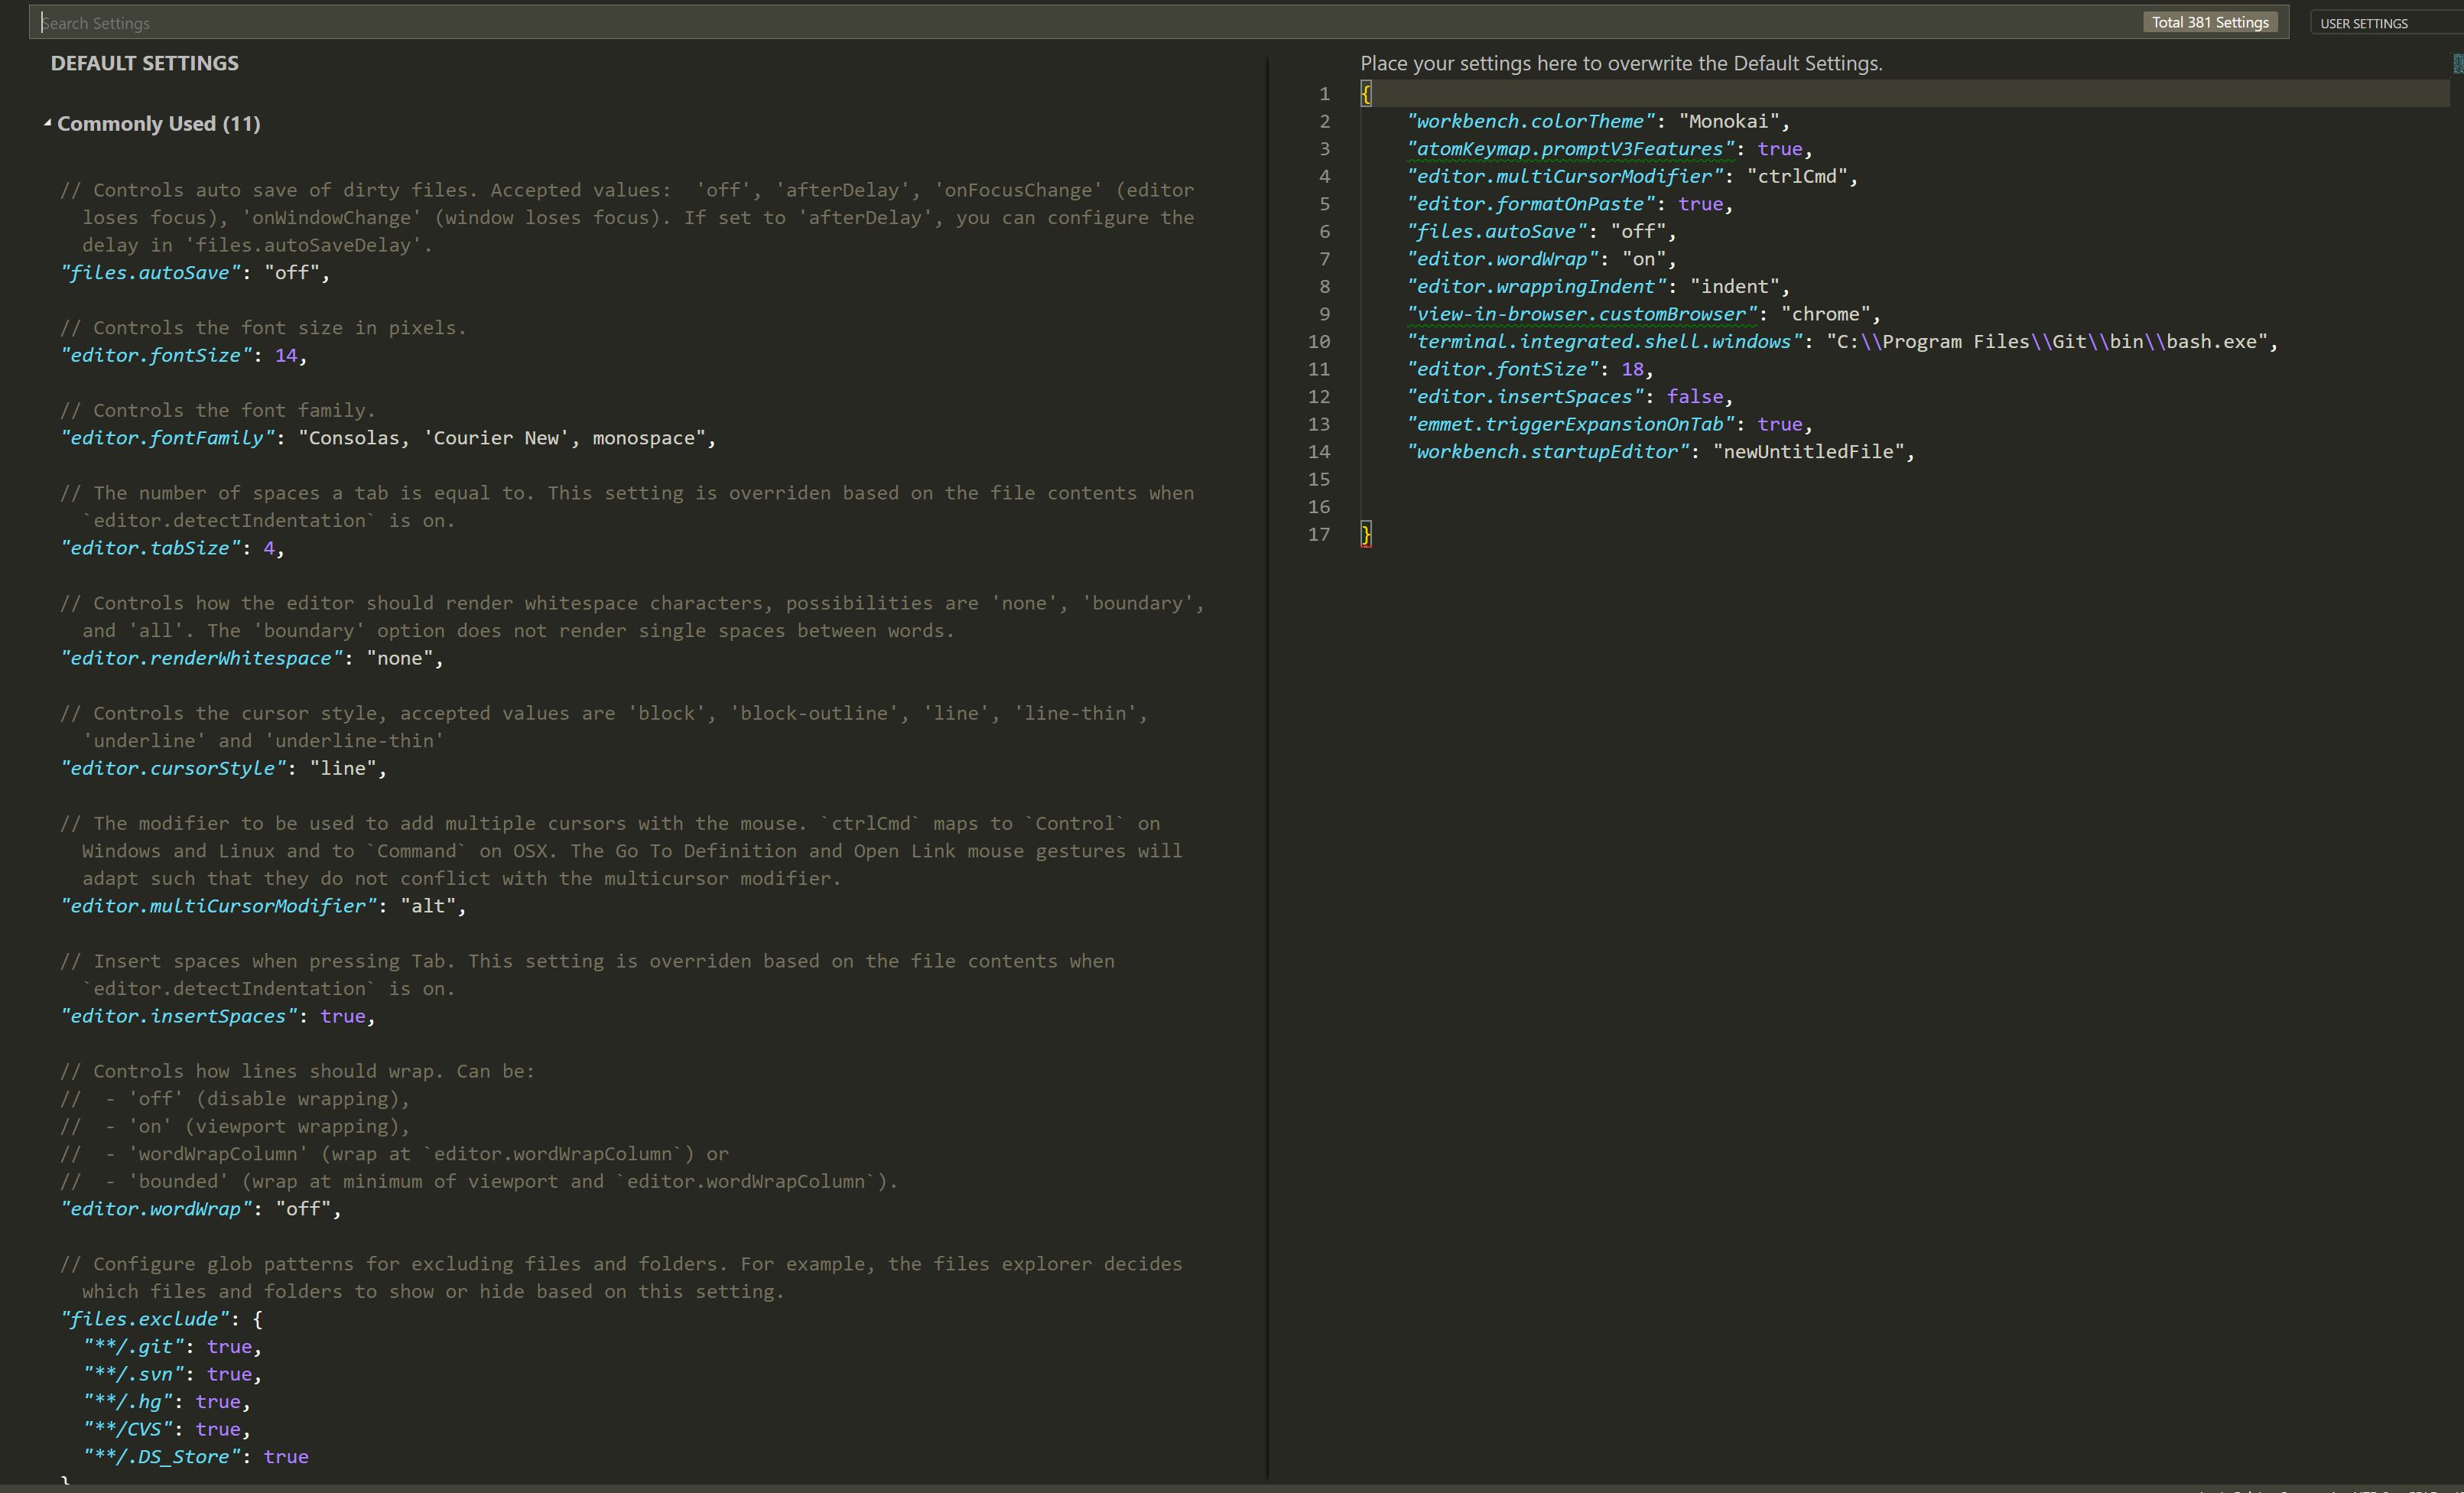 Search Settings
Total 381 Settings
USER SETTINGS
DEFAULT SETTINGS
Commonly Used (11)
// Controls auto save of dirty files. Accepted values:  'off', 'afterDelay', 'onFocusChange' (editor
loses focus), 'onWindowChange' (window loses focus). If set to 'afterDelay', you can configure the
delay in 'files.autoSaveDelay'.
"files.autoSave": "off",
// Controls the font size in pixels.
"editor.fontSize": 14,
// Controls the font family.
"editor.fontFamily": "Consolas, 'Courier New', monospace",
// The number of spaces a tab is equal to. This setting is overriden based on the file contents when
`editor.detectIndentation` is on.
"editor.tabSize": 4,
// Controls how the editor should render whitespace characters, possibilities are 'none', 'boundary',
and 'all'. The 'boundary' option does not render single spaces between words.
"editor.renderWhitespace": "none",
// Controls the cursor style, accepted values are 'block', 'block-outline', 'line', 'line-thin',
'underline' and 'underline-thin'
"editor.cursorStyle": "line",
// The modifier to be used to add multiple cursors with the mouse. `ctrlCmd` maps to `Control` on
Windows and Linux and to `Command` on OSX. The Go To Definition and Open Link mouse gestures will
adapt such that they do not conflict with the multicursor modifier.
"editor.multiCursorModifier": "alt",
// Insert spaces when pressing Tab. This setting is overriden based on the file contents when
`editor.detectIndentation` is on.
"editor.insertSpaces": true,
// Controls how lines should wrap. Can be:
//  - 'off' (disable wrapping),
//  - 'on' (viewport wrapping),
//  - 'wordWrapColumn' (wrap at `editor.wordWrapColumn`) or
//  - 'bounded' (wrap at minimum of viewport and `editor.wordWrapColumn`).
"editor.wordWrap": "off",
// Configure glob patterns for excluding files and folders. For example, the files explorer decides
which files and folders to show or hide based on this setting.
"files.exclude": {
"**/.git": true,
"**/.svn": true,
"**/.hg": true,
"**/CVS": true,
"**/.DS_Store": true
}
Place your settings here to overwrite the Default Settings.
1 {
2 "workbench.colorTheme": "Monokai",
3 "atomKeymap.promptV3Features": true,
4 "editor.multiCursorModifier": "ctrlCmd",
5 "editor.formatOnPaste": true,
6 "files.autoSave": "off",
7 "editor.wordWrap": "on",
8 "editor.wrappingIndent": "indent",
9 "view-in-browser.customBrowser": "chrome",
10 "terminal.integrated.shell.windows": "C:\\Program Files\\Git\\bin\\bash.exe",
11 "editor.fontSize": 18,
12 "editor.insertSpaces": false,
13 "emmet.triggerExpansionOnTab": true,
14 "workbench.startupEditor": "newUntitledFile",
15
16
17 }